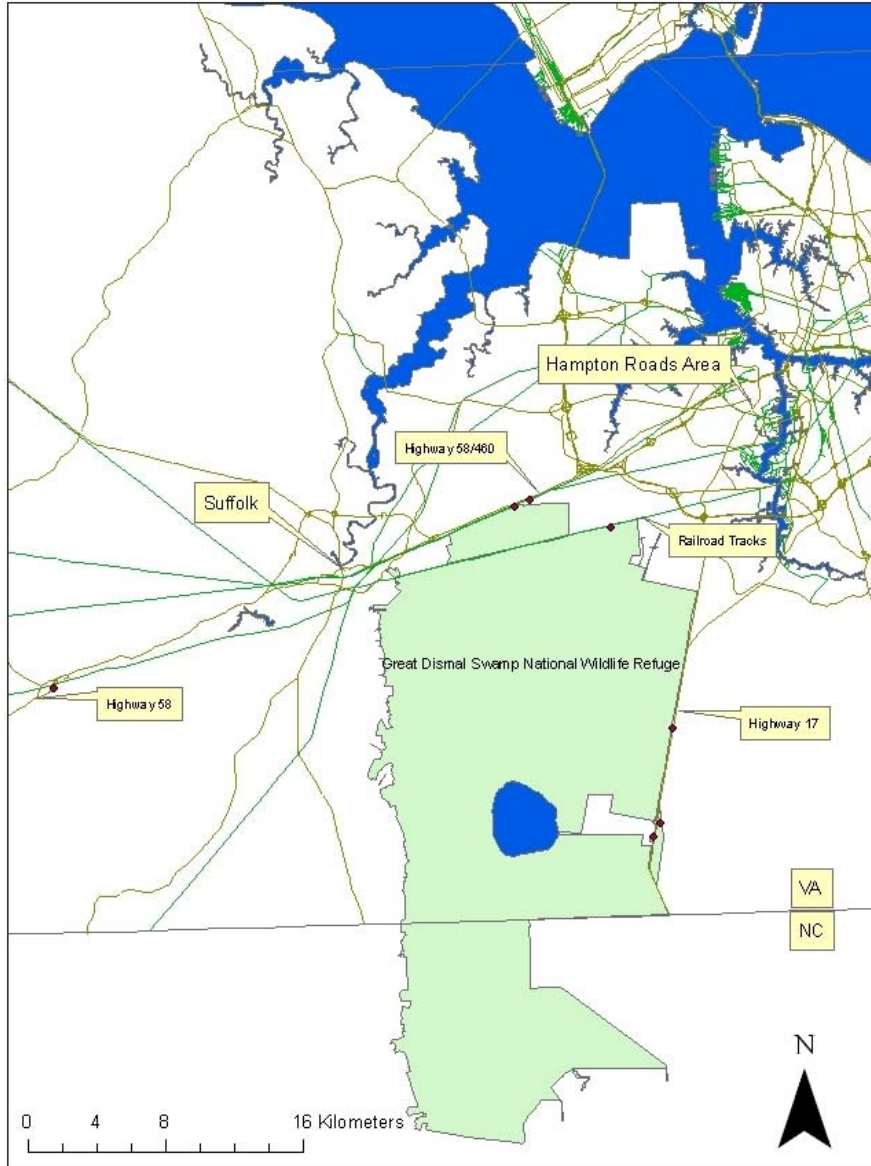 Hampton Roads Area
Highway 58/460
Suffolk
Railroad Tracks
Great Dismal Swamp National Wildlife Refuge
Highway 58
Highway 17
VA
NC
N
0 4 8 16 Kilometers